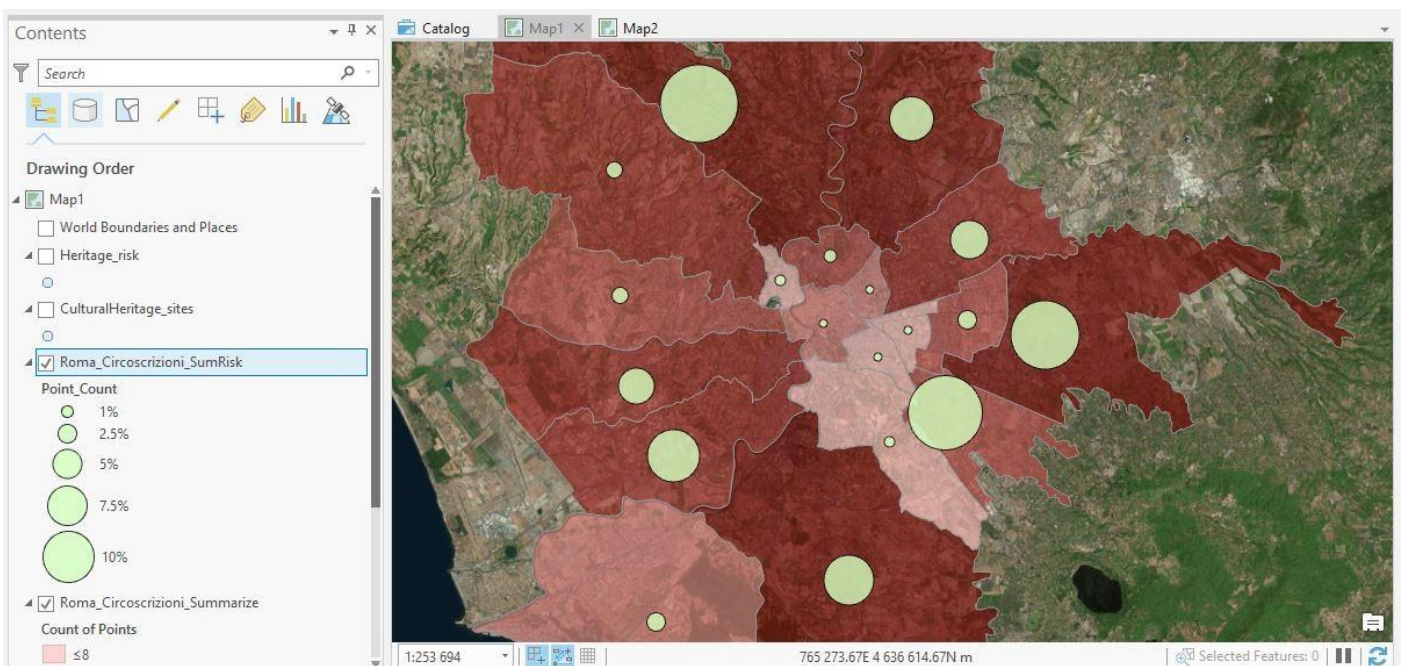 Contents
Search
Drawing Order
Map1
World Boundaries and Places
Heritage_risk
CulturalHeritage_sites
Roma_Circoscrizioni_SumRisk
Point_Count
1%
2.5%
5%
7.5%
10%
Roma_Circoscrizioni_Summarize
Count of Points
≤8
Catalog
Map1
Map2
1:253 694
765 273.67E 4 636 614.67N m
Selected Features: 0